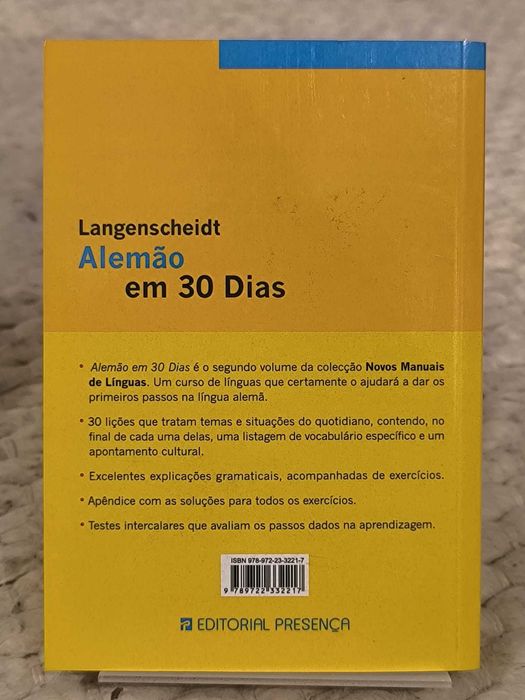 Langenscheidt
Alemão
em 30 Dias
• Alemão em 30 Dias é o segundo volume da colecção Novos Manuais
de Línguas. Um curso de línguas que certamente o ajudará a dar os
primeiros passos na língua alemã.
• 30 lições que tratam temas e situações do quotidiano, contendo, no
final de cada uma delas, uma listagem de vocabulário específico e um
apontamento cultural.
• Excelentes explicações gramaticais, acompanhadas de exercícios.
• Apêndice com as soluções para todos os exercícios.
• Testes intercalares que avaliam os passos dados na aprendizagem.
ISBN 978-972-23-3221-7
9 789722 332217
EDITORIAL PRESENÇA